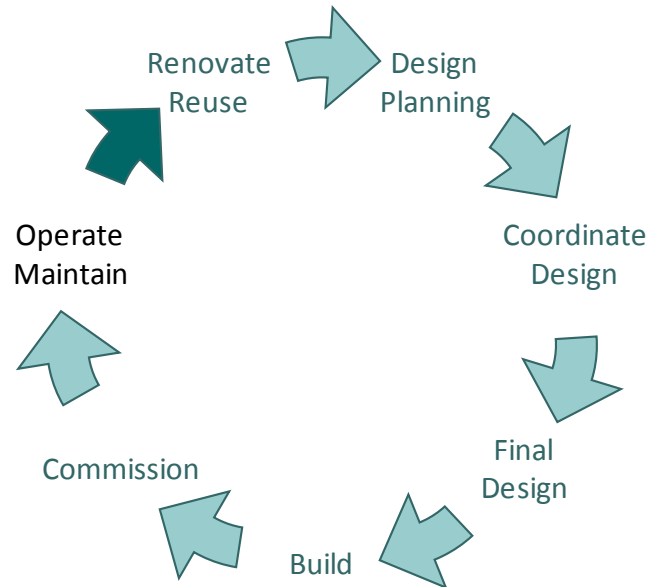 Renovate
Reuse
Design
Planning
Coordinate
Design
Final
Design
Build
Commission
Operate
Maintain